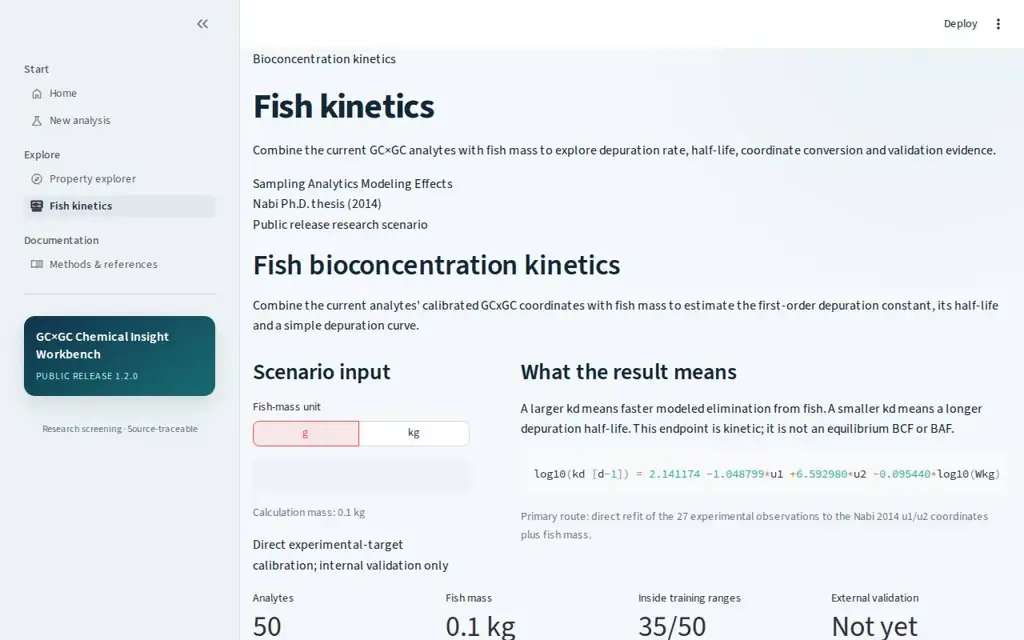 Deploy
Start
Home
New analysis
Explore
Property explorer
Fish kinetics
Documentation
Methods & references
GC×GC Chemical Insight
Workbench
PUBLIC RELEASE 1.2.0
Research screening · Source-traceable
Bioconcentration kinetics
Fish kinetics
Combine the current GC×GC analytes with fish mass to explore depuration rate, half-life, coordinate conversion and validation evidence.
Sampling Analytics Modeling Effects
Nabi Ph.D. thesis (2014)
Public release research scenario
Fish bioconcentration kinetics
Combine the current analytes' calibrated GCxGC coordinates with fish mass to estimate the first-order depuration constant, its half-life
and a simple depuration curve.
Scenario input
Fish-mass unit
g kg
Calculation mass: 0.1 kg
Direct experimental-target
calibration; internal validation only
What the result means
A larger kd means faster modeled elimination from fish. A smaller kd means a longer
depuration half-life. This endpoint is kinetic; it is not an equilibrium BCF or BAF.
log10(kd [d-1]) = 2.141174 -1.048799*u1 +6.592980*u2 -0.095440*log10(Wkg)
Primary route: direct refit of the 27 experimental observations to the Nabi 2014 u1/u2 coordinates
plus fish mass.
Analytes
50
Fish mass
0.1 kg
Inside training ranges
35/50
External validation
Not yet